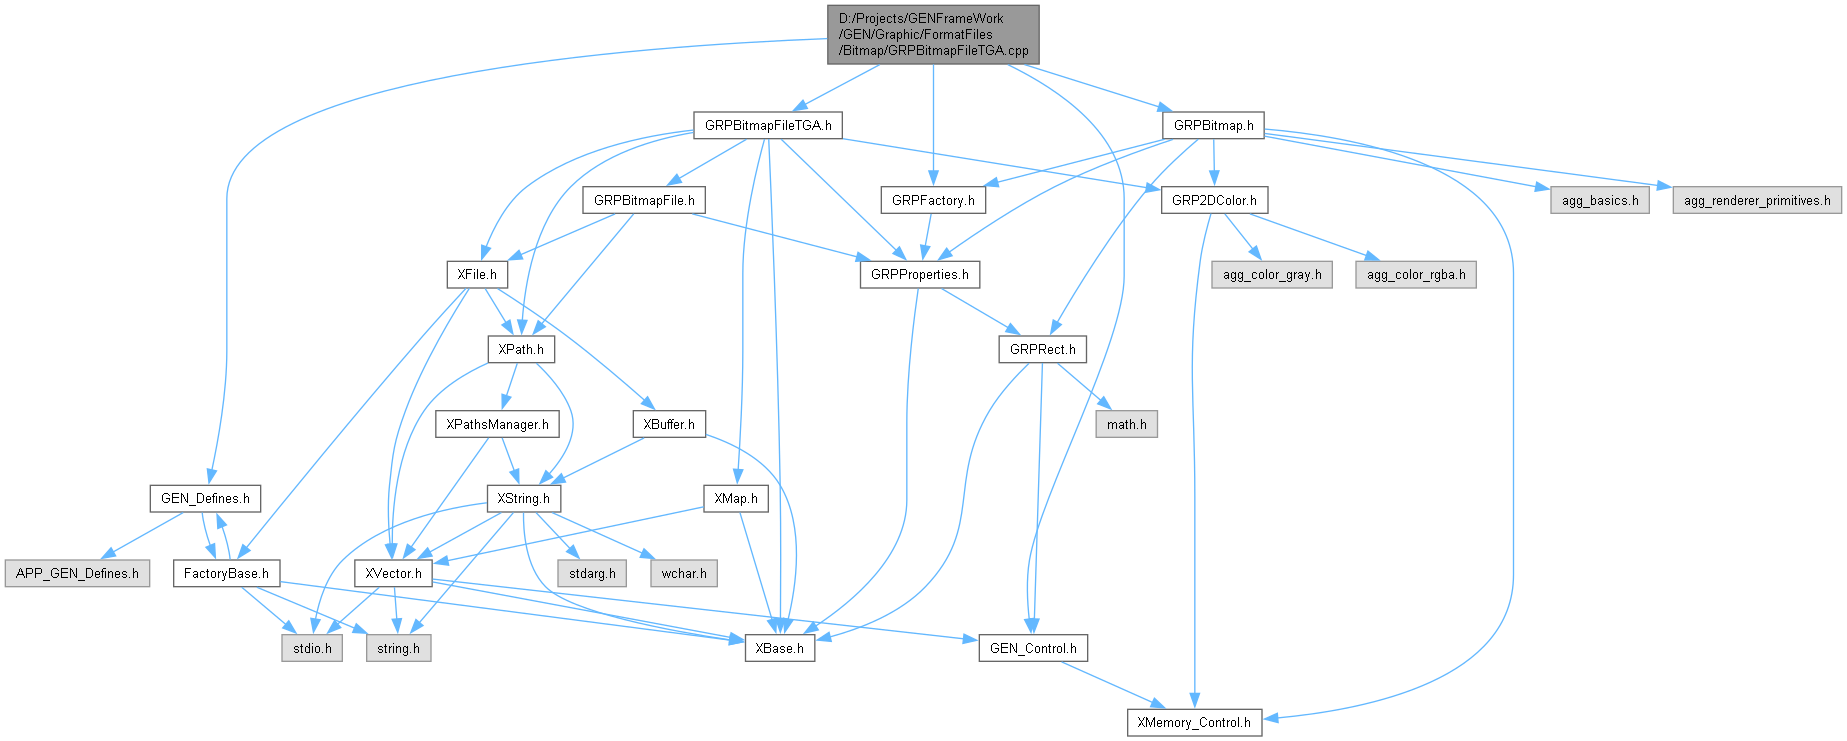 D:/Projects/GENFrameWork
/GEN/Graphic/FormatFiles
/Bitmap/GRPBitmapFileTGA.cpp
GRPBitmapFileTGA.h
GRPBitmap.h
GRPBitmapFile.h
GRPFactory.h
GRP2DColor.h
agg_basics.h
agg_renderer_primitives.h
XFile.h
GRPProperties.h
agg_color_gray.h
agg_color_rgba.h
XPath.h
GRPRect.h
XPathsManager.h
XBuffer.h
math.h
GEN_Defines.h
XString.h
XMap.h
APP_GEN_Defines.h
FactoryBase.h
XVector.h
stdarg.h
wchar.h
stdio.h
string.h
XBase.h
GEN_Control.h
XMemory_Control.h